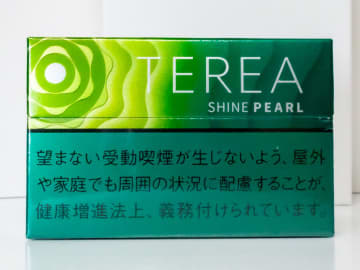 TEREA
SHINE PEARL
望まない受動喫煙が生じないよう、屋外
や家庭でも周囲の状況に配慮することが、
健康増進法上、義務付けられています。